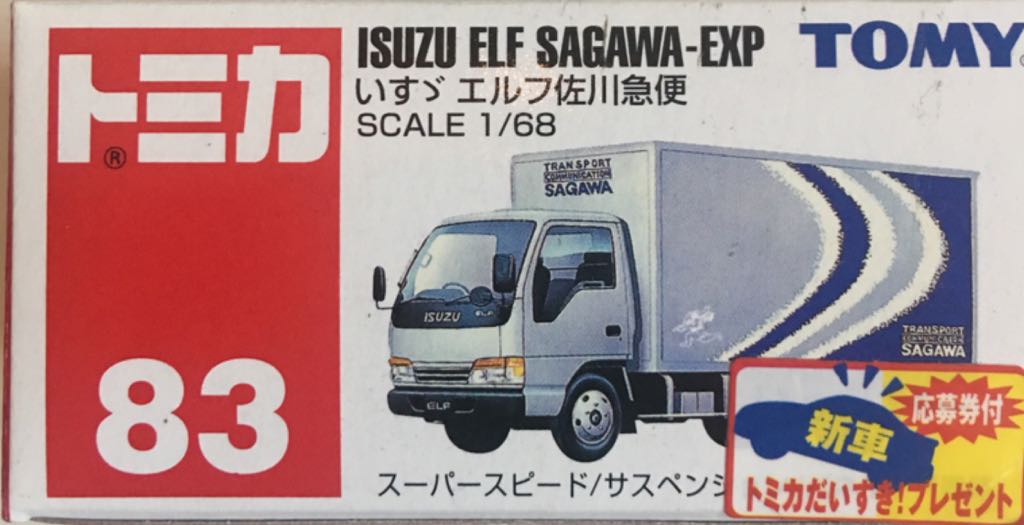 トミカ
®
83
ISUZU ELF SAGAWA-EXP
いすゞ エルフ佐川急便
SCALE 1/68
TOMY
TRANSPORT
COMMUNICATION
SAGAWA
ISUZU
ELF
ELF
TRANSPORT
COMMUNICATION
SAGAWA
スーパースピード/サスペンシ
応募券付
新車
トミカだいすき!プレゼント